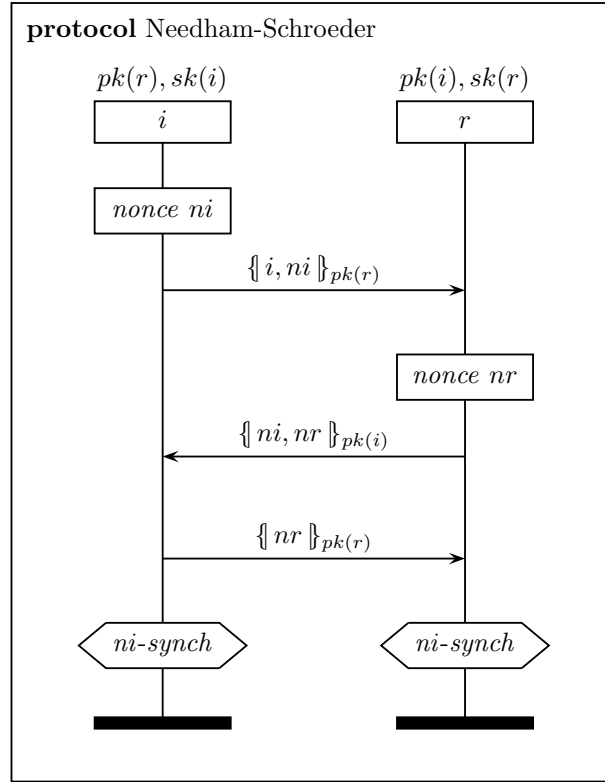 protocol Needham-Schroeder
pk(r), sk(i) pk(i), sk(r)
i r
nonce ni
⦃ i, ni ⦄pk(r)
nonce nr
⦃ ni, nr ⦄pk(i)
⦃ nr ⦄pk(r)
ni-synch ni-synch